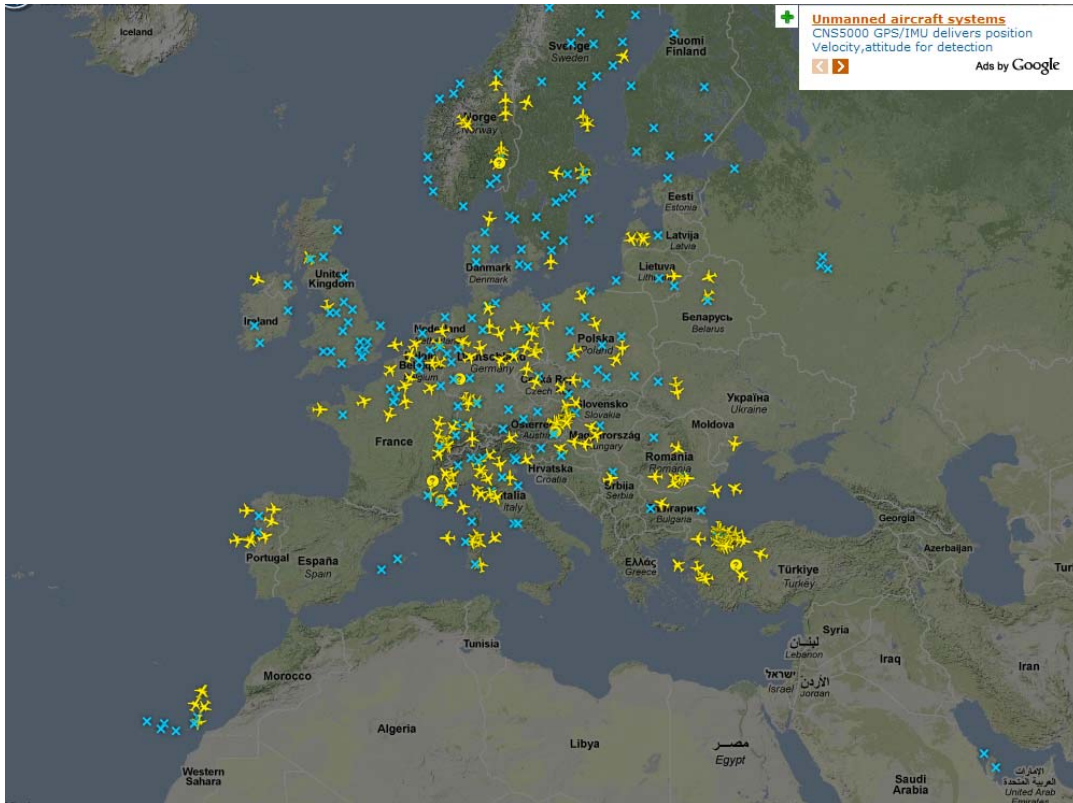 Iceland
Unmanned aircraft systems
CNS5000 GPS/IMU delivers position
Velocity,attitude for detection
Ads by Google
Sverige
Sweden
Suomi
Finland
Norge
Norway
Eesti
Estonia
Latvija
Latvia
Danmark
Denmark
Lietuva
United
Kingdom
Беларусь
Belarus
Ireland
Polska
Poland
Germany
Україна
Ukraine
Slovensko
Slovakia
Moldova
France
Magyarország
Hungary
România
Romania
Hrvatska
Croatia
Srbija
Serbia
Italia
Italy
Bulgaria
Georgia
Azerbaijan
Portugal
España
Spain
Ελλάς
Greece
Türkiye
Turkey
Tunisia
Syria
لبنان
Lebanon
Iraq
Iran
Morocco
ישראל
Israel
الأردن
Jordan
Algeria
Libya
مصر
Egypt
Western
Sahara
Saudi
Arabia
الإمارات
العربية المتحدة
United Arab
Emirates